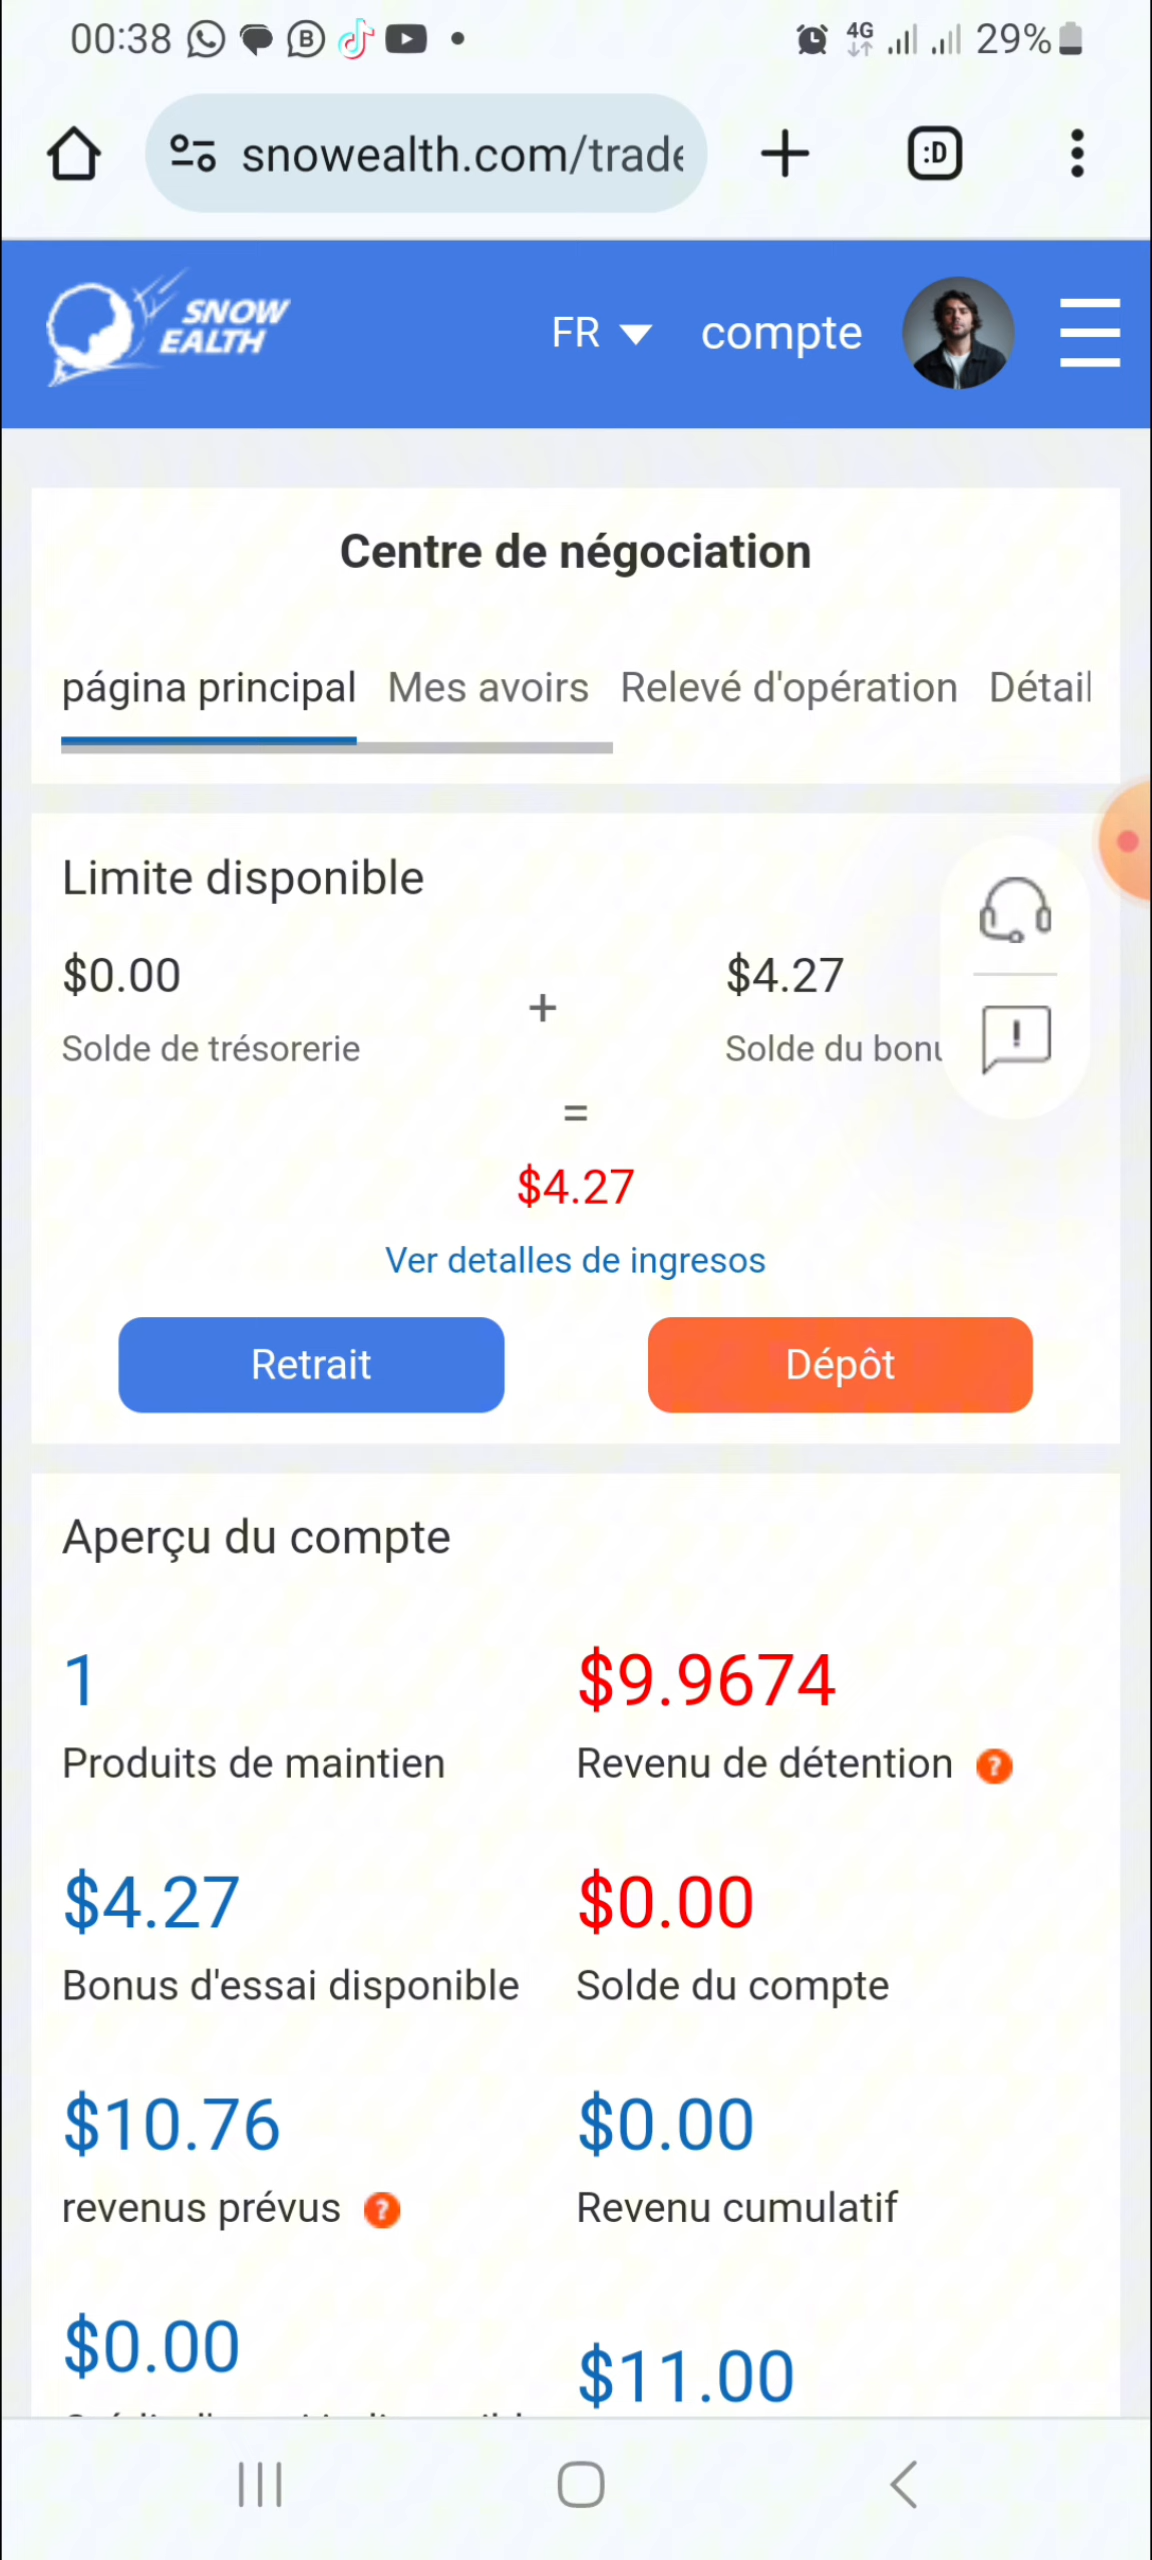 00:38
4G
29%
snowealth.com/trade
:D
SNOW
EALTH
FR
compte
Centre de négociation
página principal
Mes avoirs
Relevé d'opération
Détail
Limite disponible
$0.00
+
$4.27
Solde de trésorerie
Solde du bonu
=
$4.27
Ver detalles de ingresos
Retrait
Dépôt
Aperçu du compte
1
$9.9674
Produits de maintien
Revenu de détention
$4.27
$0.00
Bonus d'essai disponible
Solde du compte
$10.76
$0.00
revenus prévus
Revenu cumulatif
$0.00
$11.00